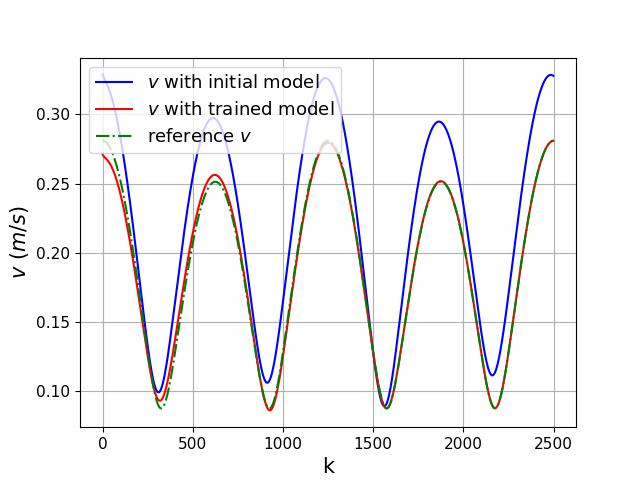 v with initial model
v with trained model
reference v
0.30
0.25
0.20
0.15
0.10
v (m/s)
0 500 1000 1500 2000 2500
k